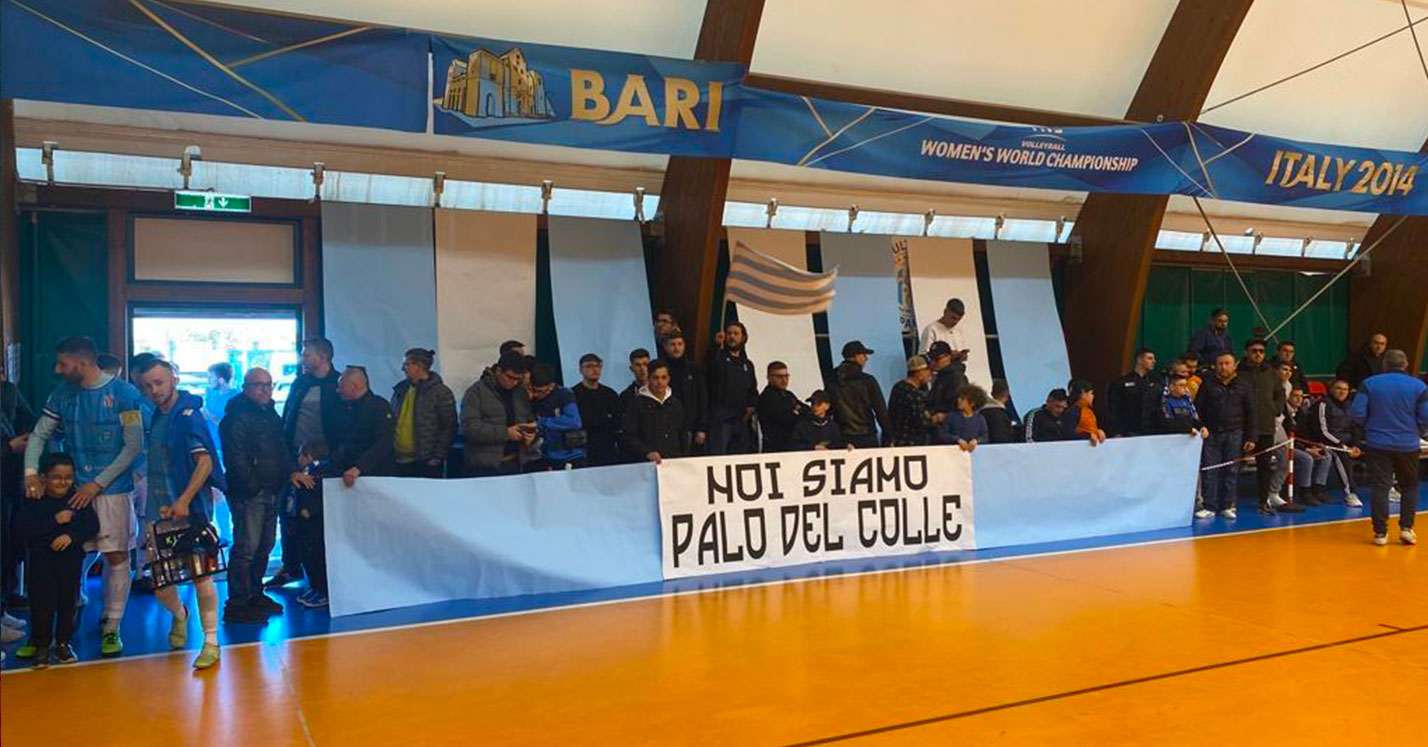 BARI
VOLLEYBALL
WOMEN'S WORLD CHAMPIONSHIP
ITALY 2014
NOI SIAMO
PALO DEL COLLE